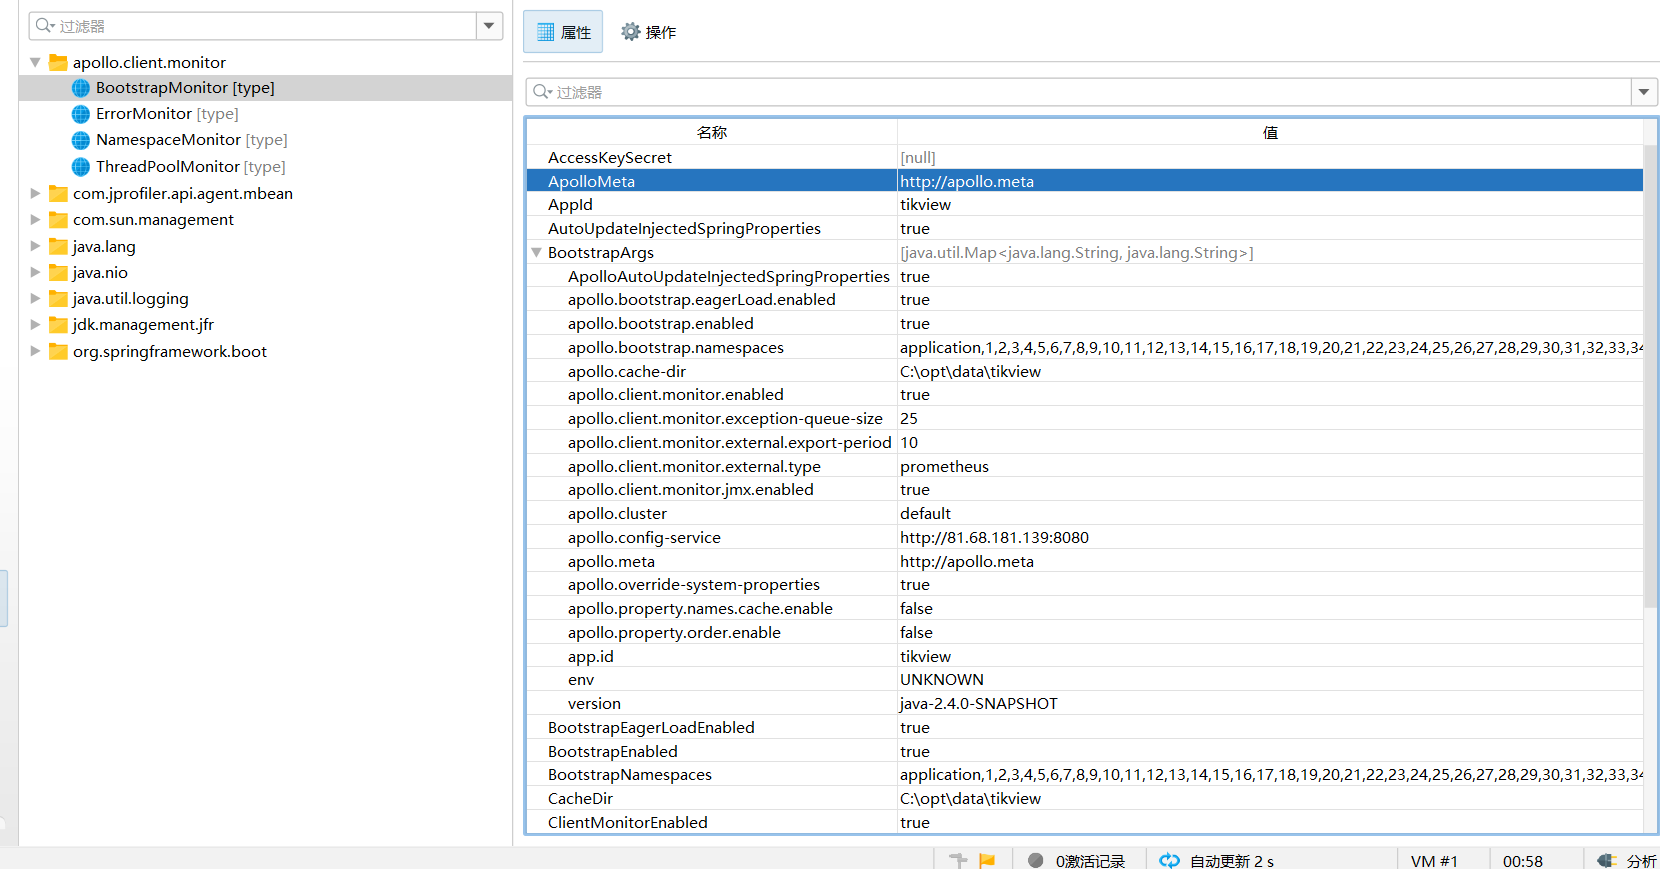 过滤器
apollo.client.monitor
BootstrapMonitor [type]
ErrorMonitor [type]
NamespaceMonitor [type]
ThreadPoolMonitor [type]
com.jprofiler.api.agent.mbean
com.sun.management
java.lang
java.nio
java.util.logging
jdk.management.jfr
org.springframework.boot
属性 操作
过滤器
名称 值
AccessKeySecret [null]
ApolloMeta http://apollo.meta
AppId tikview
AutoUpdateInjectedSpringProperties true
BootstrapArgs [java.util.Map<java.lang.String, java.lang.String>]
ApolloAutoUpdateInjectedSpringProperties true
apollo.bootstrap.eagerLoad.enabled true
apollo.bootstrap.enabled true
apollo.bootstrap.namespaces application,1,2,3,4,5,6,7,8,9,10,11,12,13,14,15,16,17,18,19,20,21,22,23,24,25,26,27,28,29,30,31,32,33,34
apollo.cache-dir C:\opt\data\tikview
apollo.client.monitor.enabled true
apollo.client.monitor.exception-queue-size 25
apollo.client.monitor.external.export-period 10
apollo.client.monitor.external.type prometheus
apollo.client.monitor.jmx.enabled true
apollo.cluster default
apollo.config-service http://81.68.181.139:8080
apollo.meta http://apollo.meta
apollo.override-system-properties true
apollo.property.names.cache.enable false
apollo.property.order.enable false
app.id tikview
env UNKNOWN
version java-2.4.0-SNAPSHOT
BootstrapEagerLoadEnabled true
BootstrapEnabled true
BootstrapNamespaces application,1,2,3,4,5,6,7,8,9,10,11,12,13,14,15,16,17,18,19,20,21,22,23,24,25,26,27,28,29,30,31,32,33,34
CacheDir C:\opt\data\tikview
ClientMonitorEnabled true
0激活记录 自动更新 2 s VM #1 00:58 分析